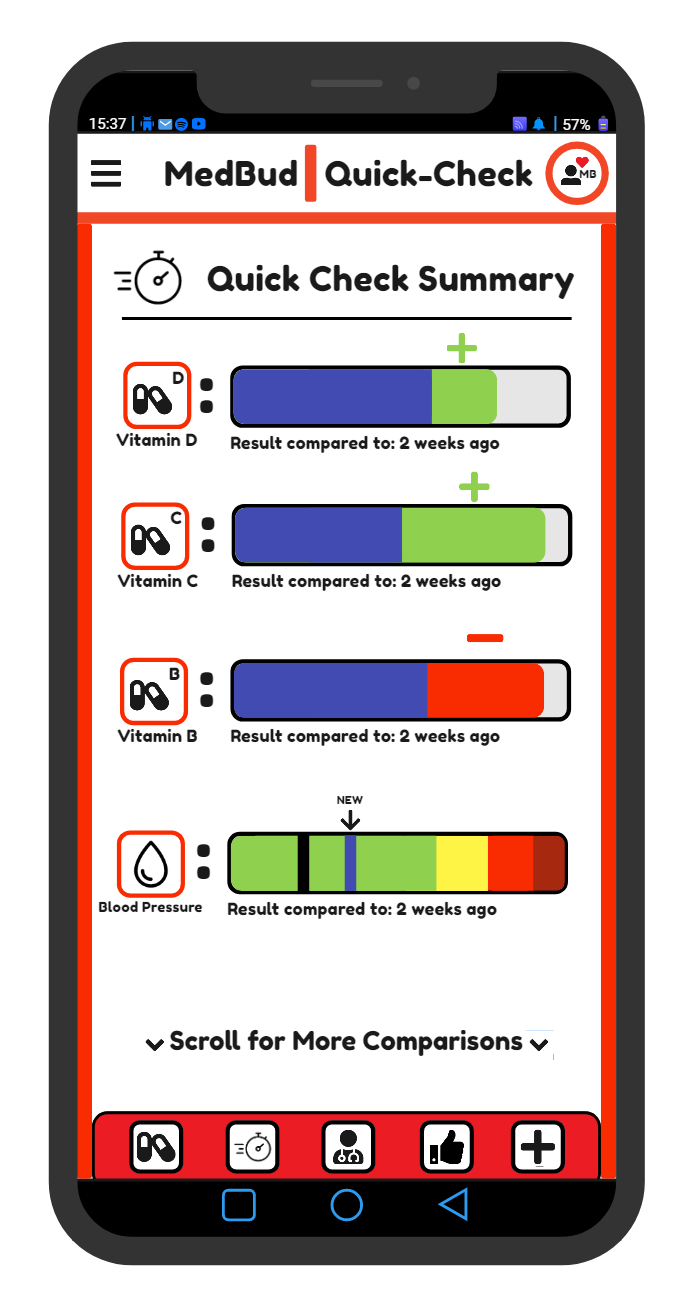 15:37
57%
MedBud Quick-Check
MB
Quick Check Summary
D
Vitamin D
Result compared to: 2 weeks ago
C
Vitamin C
Result compared to: 2 weeks ago
B
Vitamin B
Result compared to: 2 weeks ago
NEW
Blood Pressure
Result compared to: 2 weeks ago
Scroll for More Comparisons